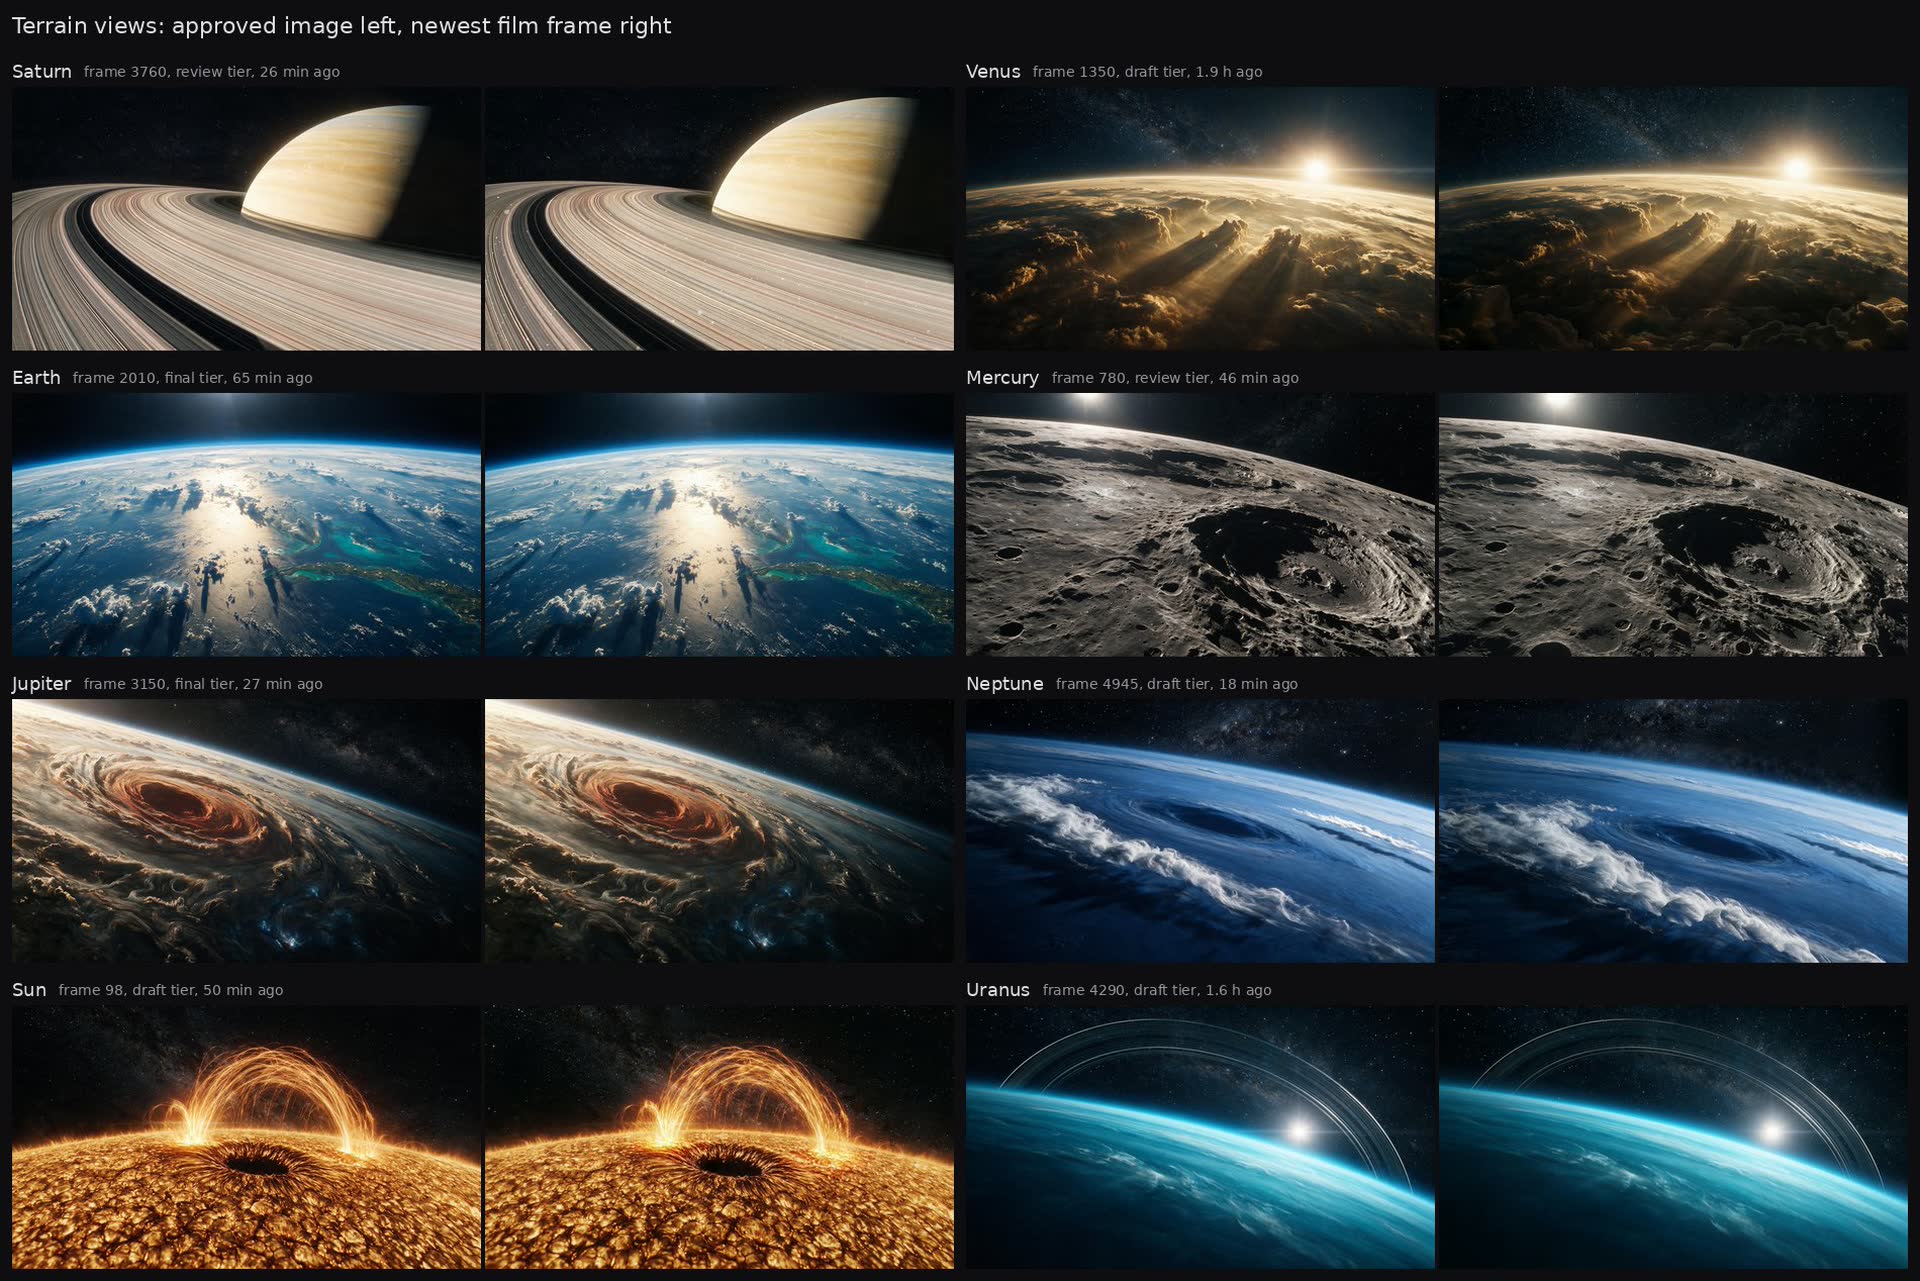 Terrain views: approved image left, newest film frame right
Saturn frame 3760, review tier, 26 min ago
Venus frame 1350, draft tier, 1.9 h ago
Earth frame 2010, final tier, 65 min ago
Mercury frame 780, review tier, 46 min ago
Jupiter frame 3150, final tier, 27 min ago
Neptune frame 4945, draft tier, 18 min ago
Sun frame 98, draft tier, 50 min ago
Uranus frame 4290, draft tier, 1.6 h ago